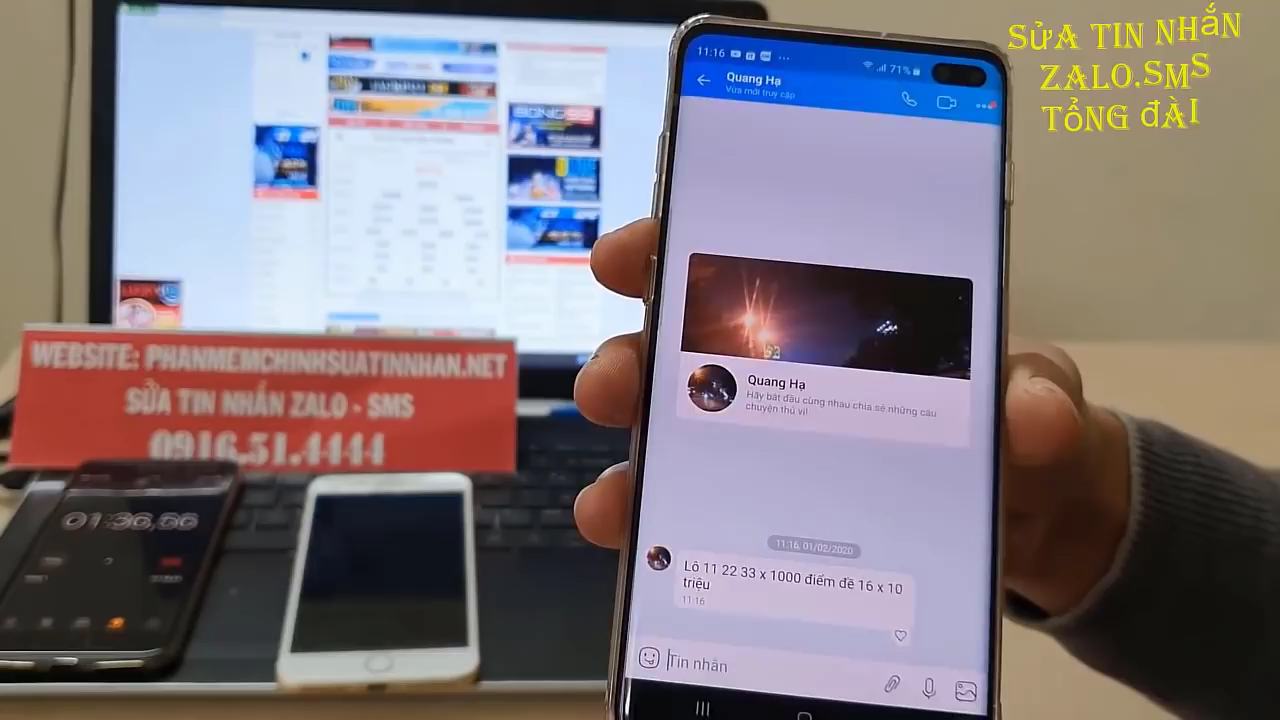 SỬA TIN NHẮN
ZALO.SMS
TỔNG ĐÀI
11:16
71%
Quang Hạ
Vừa mới truy cập
Quang Hạ
Hãy bắt đầu cùng nhau chia sẻ những câu
chuyện thú vị!
11:16, 01/02/2020
Lô 11 22 33 x 1000 điểm đề 16 x 10
triệu
11:16
Tin nhắn
WEBSITE: PHANMEMCHINHSUATINNHAN.NET
SỬA TIN NHẮN ZALO - SMS
0916.51.4444
01:36,56